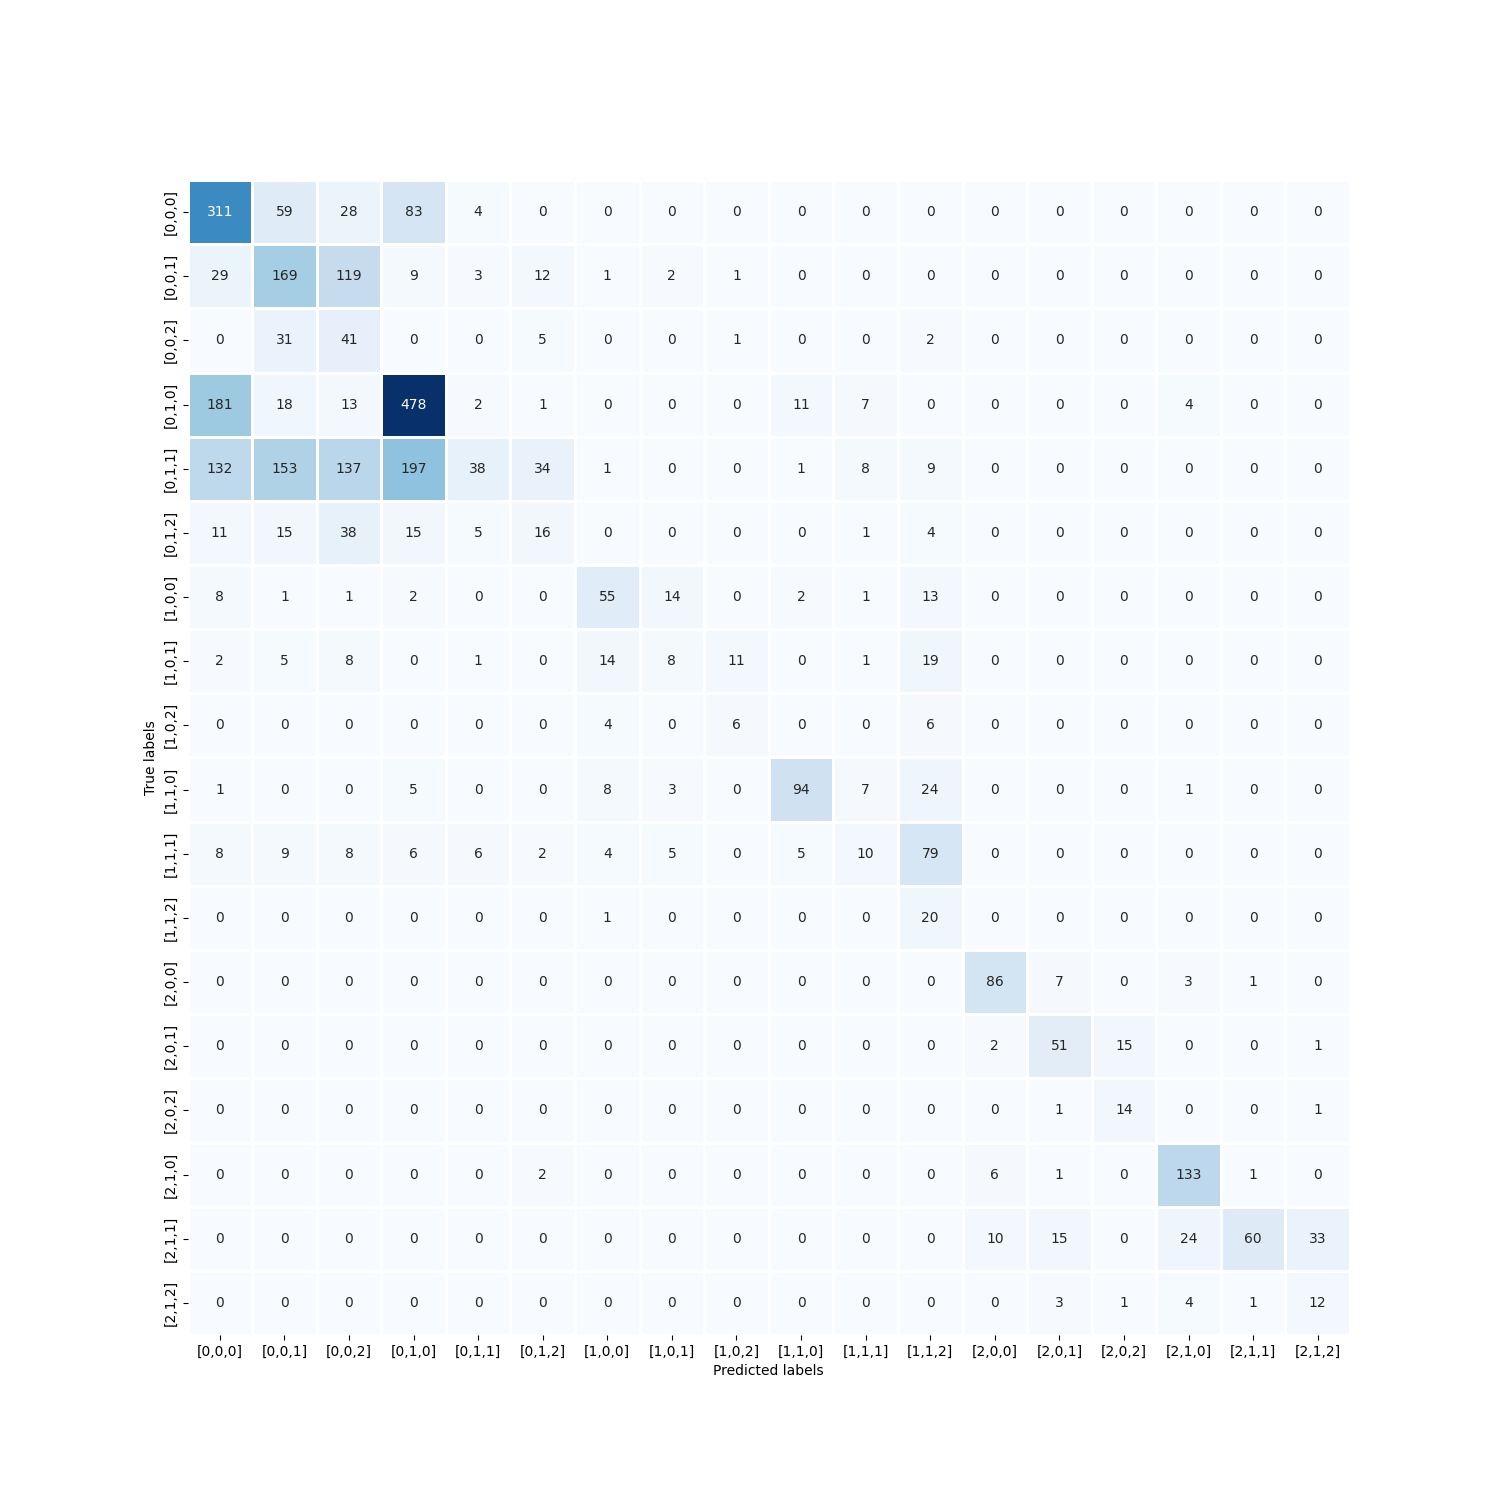 [0,0,0] 311 59 28 83 4 0 0 0 0 0 0 0 0 0 0 0 0 0
[0,0,1] 29 169 119 9 3 12 1 2 1 0 0 0 0 0 0 0 0 0
[0,0,2] 0 31 41 0 0 5 0 0 1 0 0 2 0 0 0 0 0 0
[0,1,0] 181 18 13 478 2 1 0 0 0 11 7 0 0 0 0 4 0 0
[0,1,1] 132 153 137 197 38 34 1 0 0 1 8 9 0 0 0 0 0 0
[0,1,2] 11 15 38 15 5 16 0 0 0 0 1 4 0 0 0 0 0 0
[1,0,0] 8 1 1 2 0 0 55 14 0 2 1 13 0 0 0 0 0 0
[1,0,1] 2 5 8 0 1 0 14 8 11 0 1 19 0 0 0 0 0 0
[1,0,2] 0 0 0 0 0 0 4 0 6 0 0 6 0 0 0 0 0 0
True labels
[1,1,0] 1 0 0 5 0 0 8 3 0 94 7 24 0 0 0 1 0 0
[1,1,1] 8 9 8 6 6 2 4 5 0 5 10 79 0 0 0 0 0 0
[1,1,2] 0 0 0 0 0 0 1 0 0 0 0 20 0 0 0 0 0 0
[2,0,0] 0 0 0 0 0 0 0 0 0 0 0 0 86 7 0 3 1 0
[2,0,1] 0 0 0 0 0 0 0 0 0 0 0 0 2 51 15 0 0 1
[2,0,2] 0 0 0 0 0 0 0 0 0 0 0 0 0 1 14 0 0 1
[2,1,0] 0 0 0 0 0 2 0 0 0 0 0 0 6 1 0 133 1 0
[2,1,1] 0 0 0 0 0 0 0 0 0 0 0 0 10 15 0 24 60 33
[2,1,2] 0 0 0 0 0 0 0 0 0 0 0 0 0 3 1 4 1 12
[0,0,0] [0,0,1] [0,0,2] [0,1,0] [0,1,1] [0,1,2] [1,0,0] [1,0,1] [1,0,2] [1,1,0] [1,1,1] [1,1,2] [2,0,0] [2,0,1] [2,0,2] [2,1,0] [2,1,1] [2,1,2]
Predicted labels